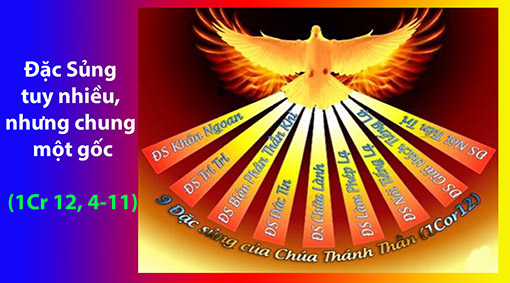 Đặc Sủng
tuy nhiều,
nhưng chung
một gốc
(1Cr 12, 4-11)
ĐS Khôn Ngoan
ĐS Tri Trí
ĐS Biện Phân Thần Khí
ĐS Đức Tin
ĐS Chữa Lành
ĐS Làm Phép Lạ
ĐS Nói Tiếng Lạ
ĐS Giải Thích Tiếng Lạ
ĐS Nói Tiên Tri
9 Đặc sủng của Chúa Thánh Thần (1Cor12)